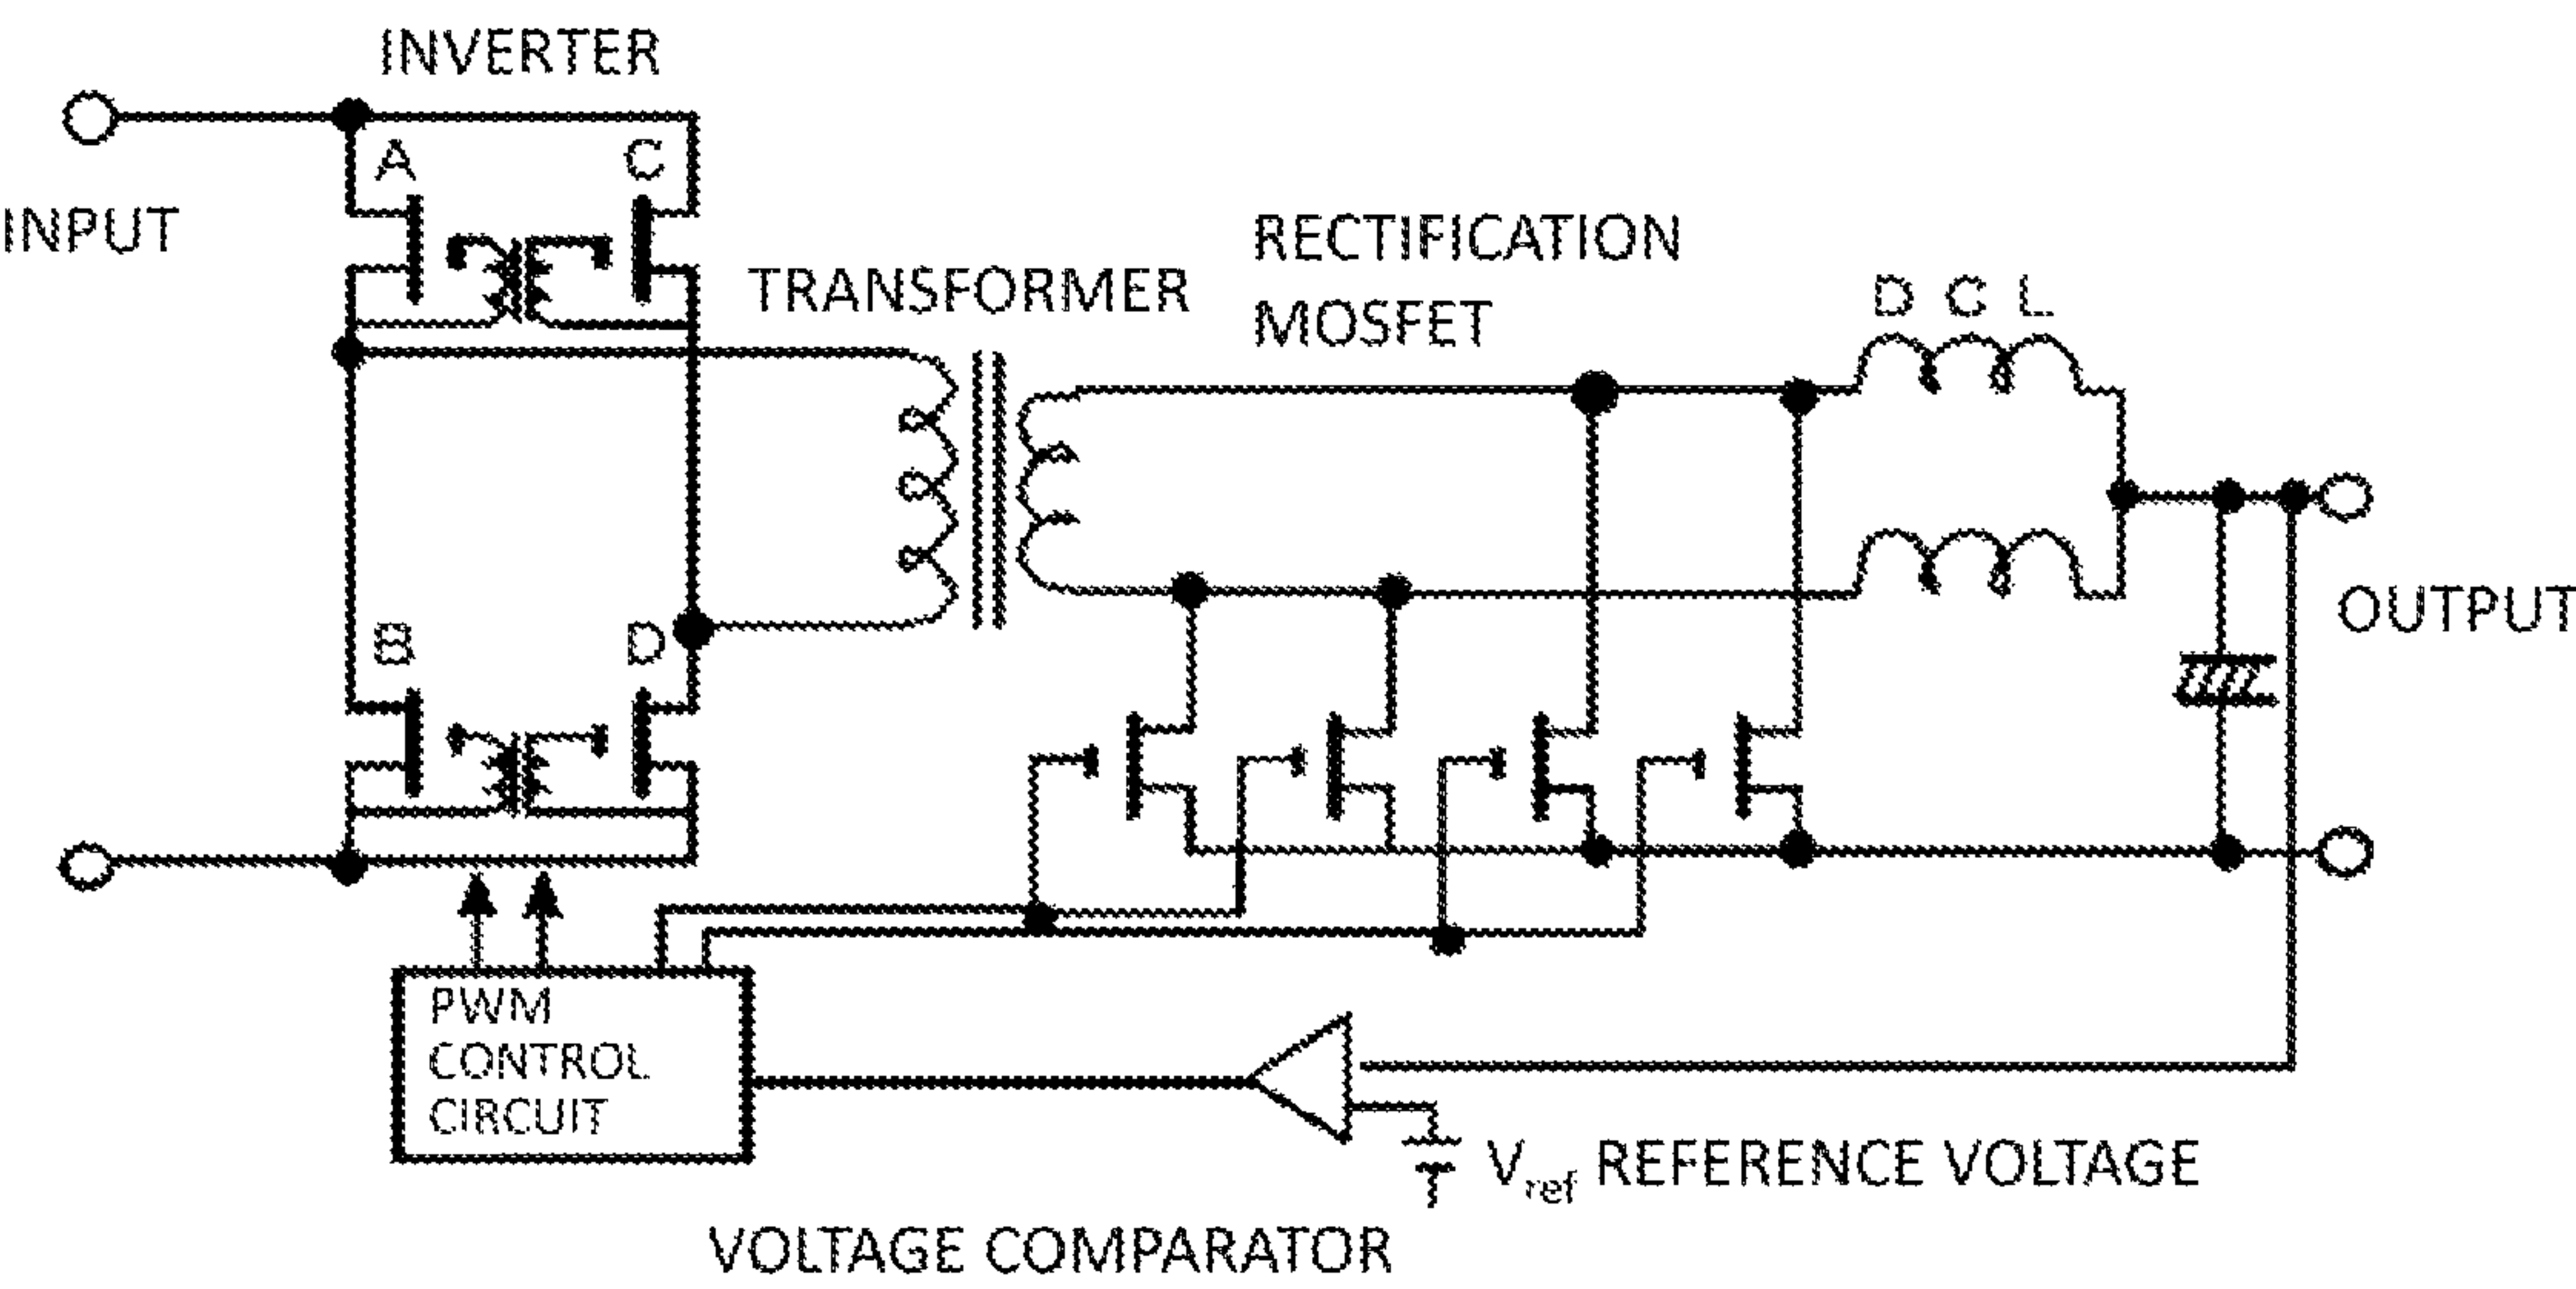 INVERTER
A
C
INPUT
RECTIFICATION
MOSFET
TRANSFORMER
D C L
B
D
OUTPUT
PWM
CONTROL
CIRCUIT
Vref REFERENCE VOLTAGE
VOLTAGE COMPARATOR